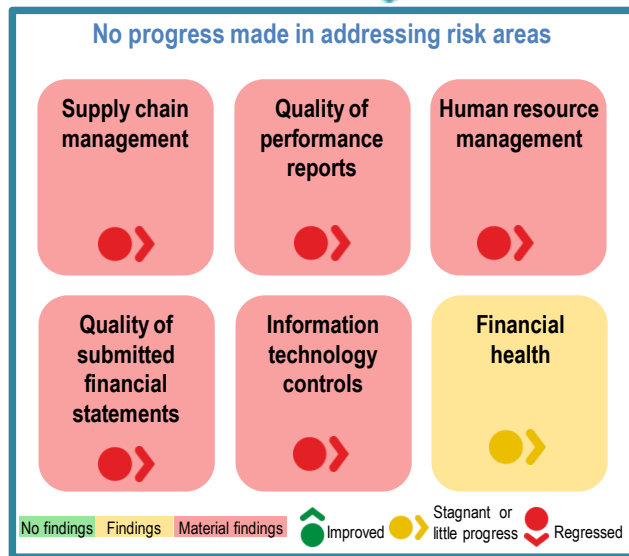 No progress made in addressing risk areas
Supply chain
management
Quality of
performance
reports
Human resource
management
Quality of
submitted
financial
statements
Information
technology
controls
Financial
health
No findings
Findings
Material findings
Improved
Stagnant or
little progress
Regressed